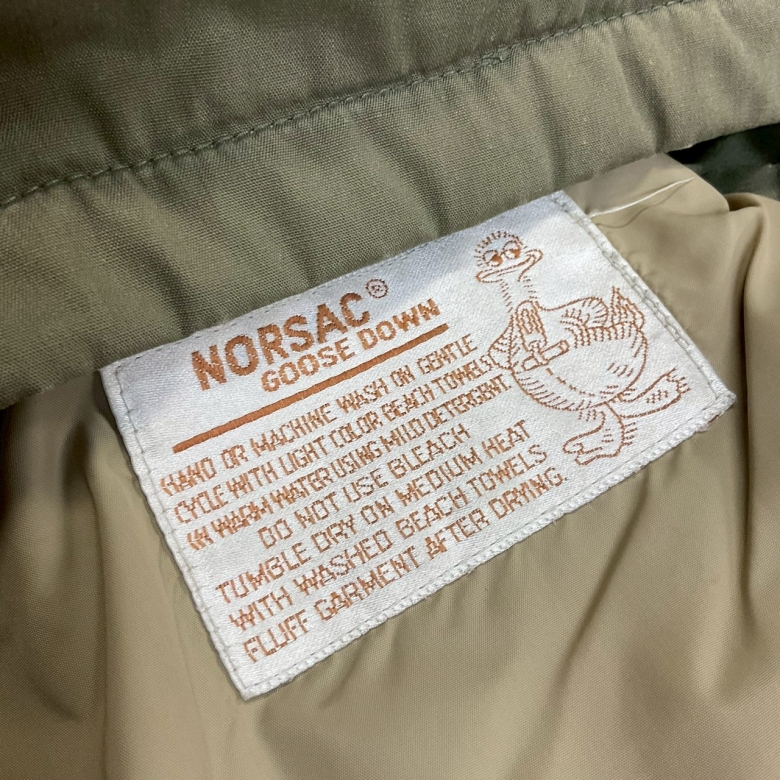 NORSAC®
GOOSE DOWN
HAND OR MACHINE WASH ON GENTLE
CYCLE WITH LIGHT COLOR BEACH TOWELS
IN WARM WATER USING MILD DETERGENT
DO NOT USE BLEACH
TUMBLE DRY ON MEDIUM HEAT
WITH WASHED BEACH TOWELS
FLUFF GARMENT AFTER DRYING.